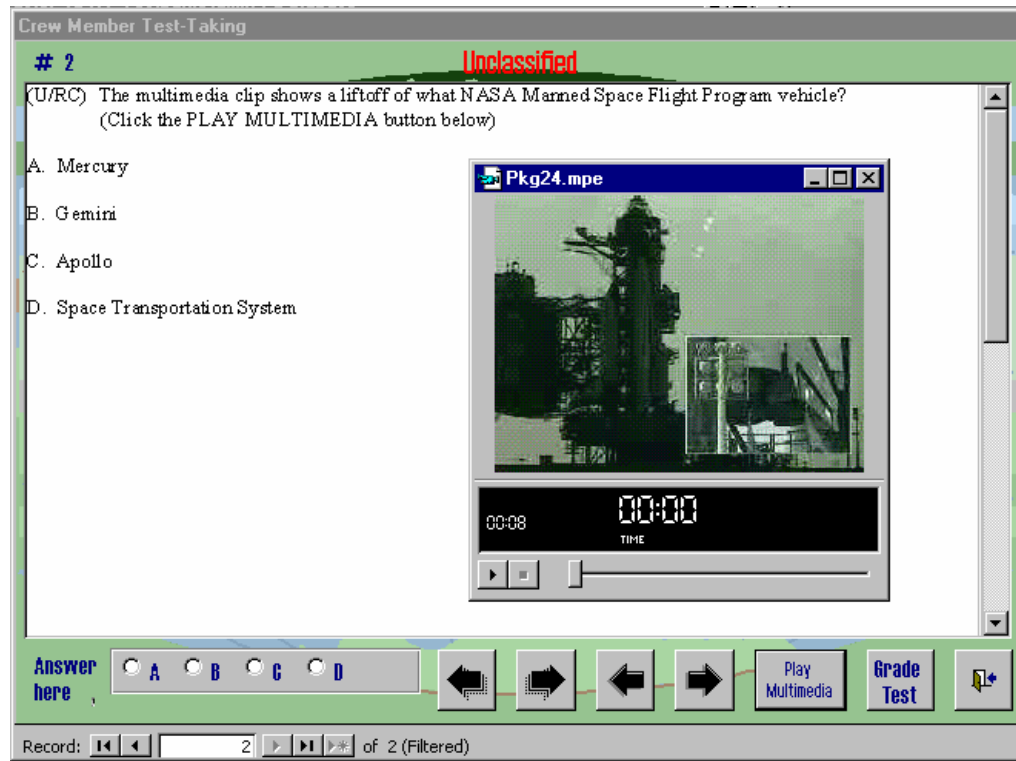 Crew Member Test-Taking
# 2
Unclassified
(U/RC) The multimedia clip shows a liftoff of what NASA Manned Space Flight Program vehicle?
(Click the PLAY MULTIMEDIA button below)
A. Mercury
B. Gemini
C. Apollo
D. Space Transportation System
Pkg24.mpe
00:08
00:00
TIME
Answer
here ,
A B C D
Play
Multimedia
Grade
Test
Record: 2 of 2 (Filtered)